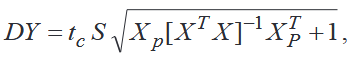 DY = t_c S √(X_p[X^T X]^{-1} X_P^T + 1),